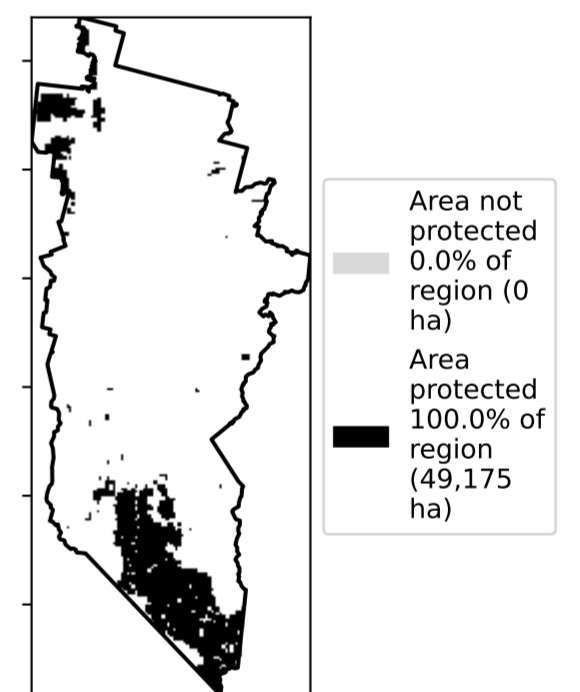 Area not
protected
0.0% of
region (0
ha)
Area
protected
100.0% of
region
(49,175
ha)